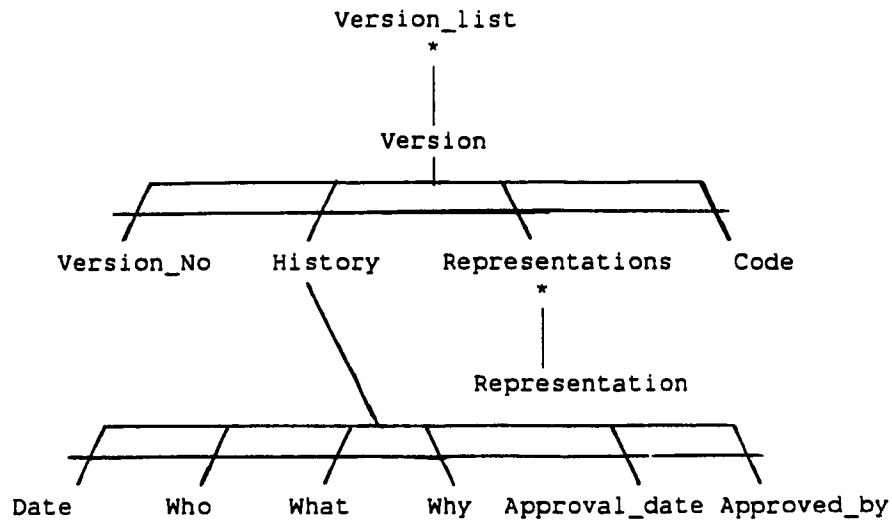 Version_list
*
Version
Version_No History Representations Code
*
Representation
Date Who What Why Approval_date Approved_by